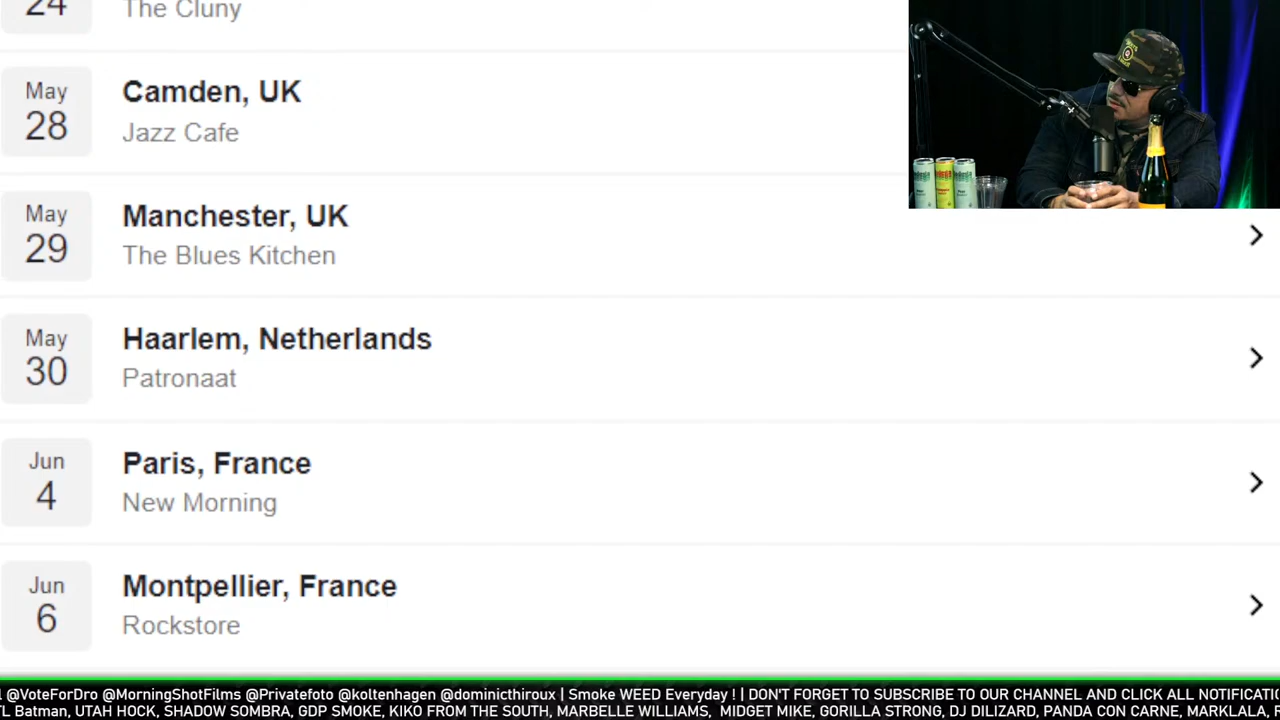 24
The Cluny
May
28
Camden, UK
Jazz Cafe
May
29
Manchester, UK
The Blues Kitchen
May
30
Haarlem, Netherlands
Patronaat
Jun
4
Paris, France
New Morning
Jun
6
Montpellier, France
Rockstore
@VoteForDro @MorningShotFilms @Privatefoto @koltenhagen @dominicthiroux | Smoke WEED Everyday ! | DON'T FORGET TO SUBSCRIBE TO OUR CHANNEL AND CLICK ALL
Batman, UTAH HOCK, SHADOW SOMBRA, GDP SMOKE, KIKO FROM THE SOUTH, MARBELLE WILLIAMS, MIDGET MIKE, GORILLA STRONG, DJ DILIZARD, PANDA CON CARNE, MARKLALA.